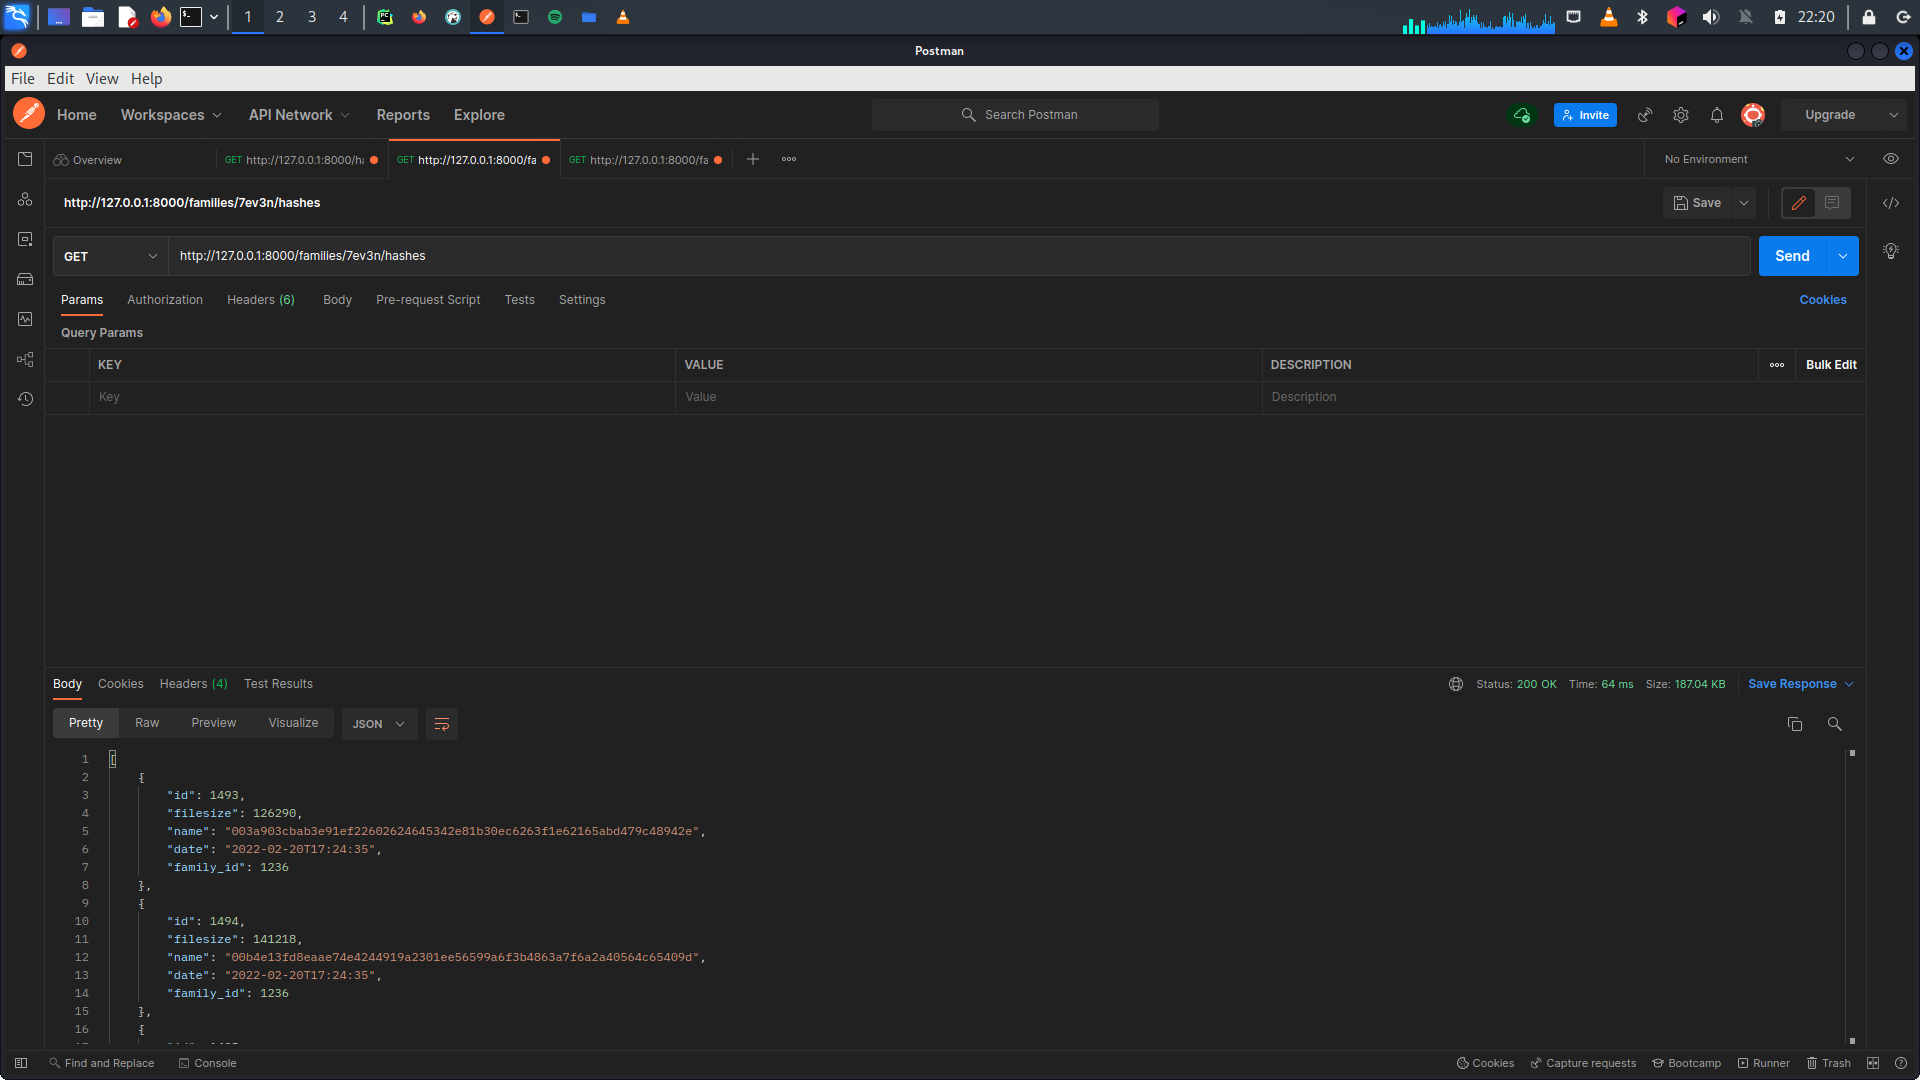 1 2 3 4 22:20
Postman
File Edit View Help
Home Workspaces API Network Reports Explore Search Postman Invite Upgrade
Overview GET http://127.0.0.1:8000/ha GET http://127.0.0.1:8000/fa GET http://127.0.0.1:8000/fa No Environment
http://127.0.0.1:8000/families/7ev3n/hashes Save
GET http://127.0.0.1:8000/families/7ev3n/hashes Send
Params Authorization Headers (6) Body Pre-request Script Tests Settings Cookies
Query Params
KEY VALUE DESCRIPTION Bulk Edit
Key Value Description
Body Cookies Headers (4) Test Results Status: 200 OK Time: 64 ms Size: 187.04 KB Save Response
Pretty Raw Preview Visualize JSON
1 [
2 {
3 "id": 1493,
4 "filesize": 126290,
5 "name": "003a903cbab3e91ef22602624645342e81b30ec6263f1e62165abd479c48942e",
6 "date": "2022-02-20T17:24:35",
7 "family_id": 1236
8 },
9 {
10 "id": 1494,
11 "filesize": 141218,
12 "name": "00b4e13fd8eaae74e4244919a2301ee56599a6f3b4863a7f6a2a40564c65409d",
13 "date": "2022-02-20T17:24:35",
14 "family_id": 1236
15 },
16 {
Find and Replace Console Cookies Capture requests Bootcamp Runner Trash